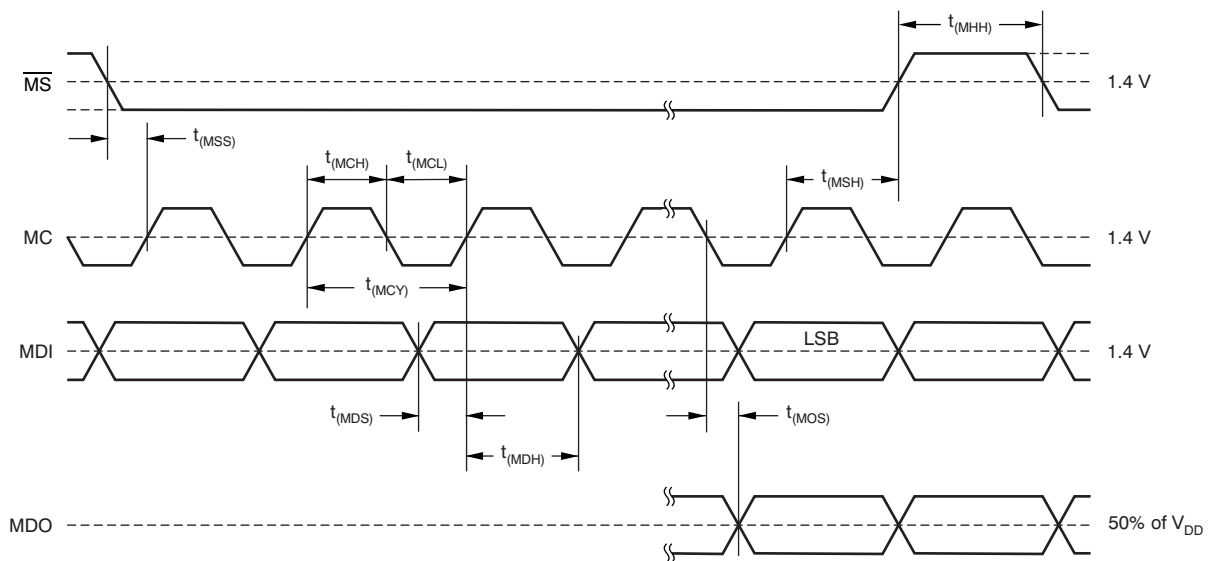 t(MHH)
MS 1.4 V
t(MSS)
t(MCH) t(MCL)
t(MSH)
MC 1.4 V
t(MCY)
MDI LSB 1.4 V
t(MDS) t(MOS)
t(MDH)
MDO 50% of VDD